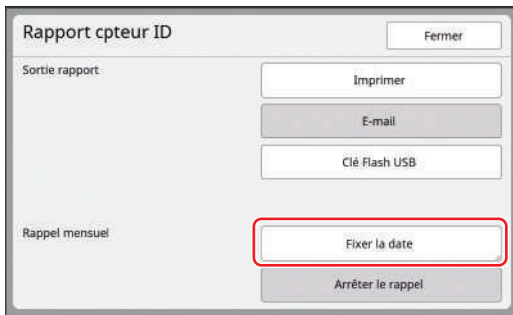 Rapport cpteur ID
Fermer
Sortie rapport
Imprimer
E-mail
Clé Flash USB
Rappel mensuel
Fixer la date
Arrêter le rappel